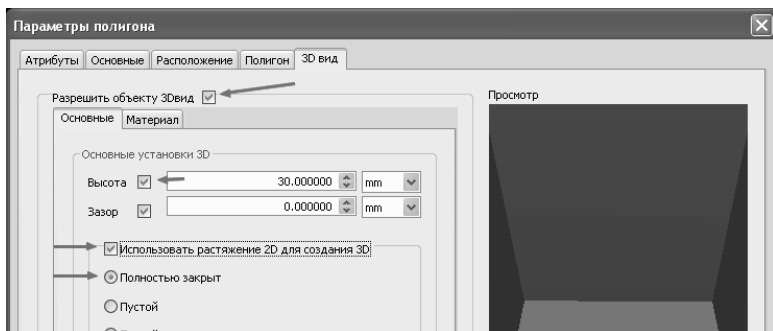 Параметры полигона
Атрибуты Основные Расположение Полигон 3D вид
Разрешить объекту 3Dвид
Просмотр
Основные Материал
Основные установки 3D
Высота 30.000000 mm
Зазор 0.000000 mm
Использовать растяжение 2D для создания 3D
Полностью закрыт
Пустой